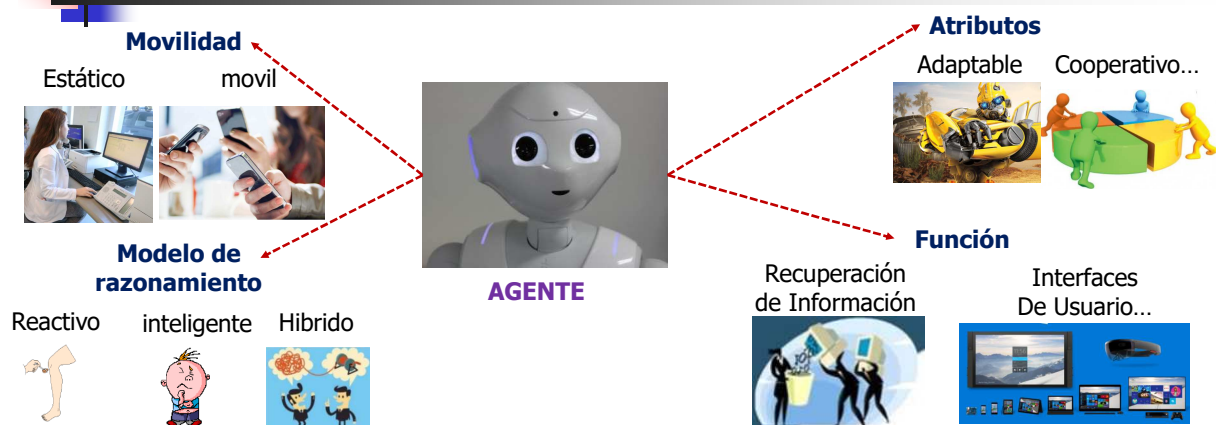 Movilidad
Estático
movil
Modelo de
razonamiento
Reactivo
inteligente
Hibrido
AGENTE
Atributos
Adaptable
Cooperativo...
Función
Recuperación
de Información
Interfaces
De Usuario...